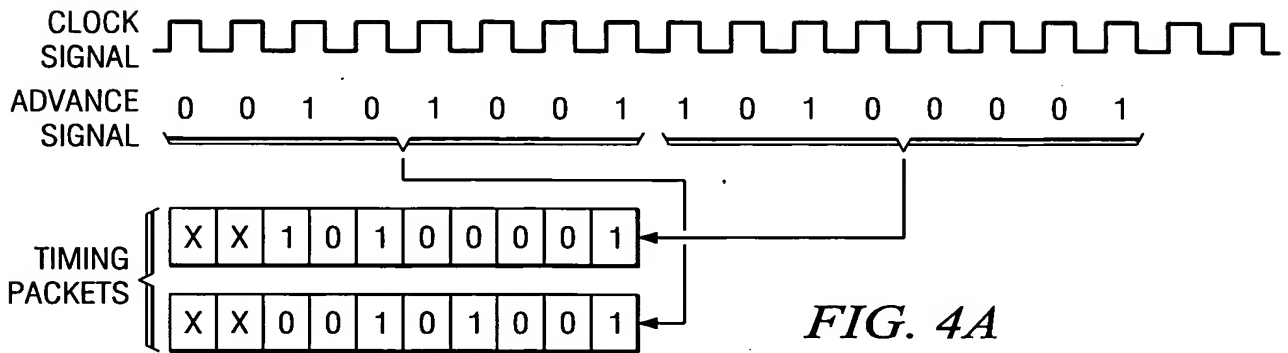 CLOCK
SIGNAL
ADVANCE
SIGNAL
0 0 1 0 1 0 0 1 1 0 1 0 0 0 0 1
TIMING
PACKETS
X X 1 0 1 0 0 0 0 1
X X 0 0 1 0 1 0 0 1
FIG. 4A